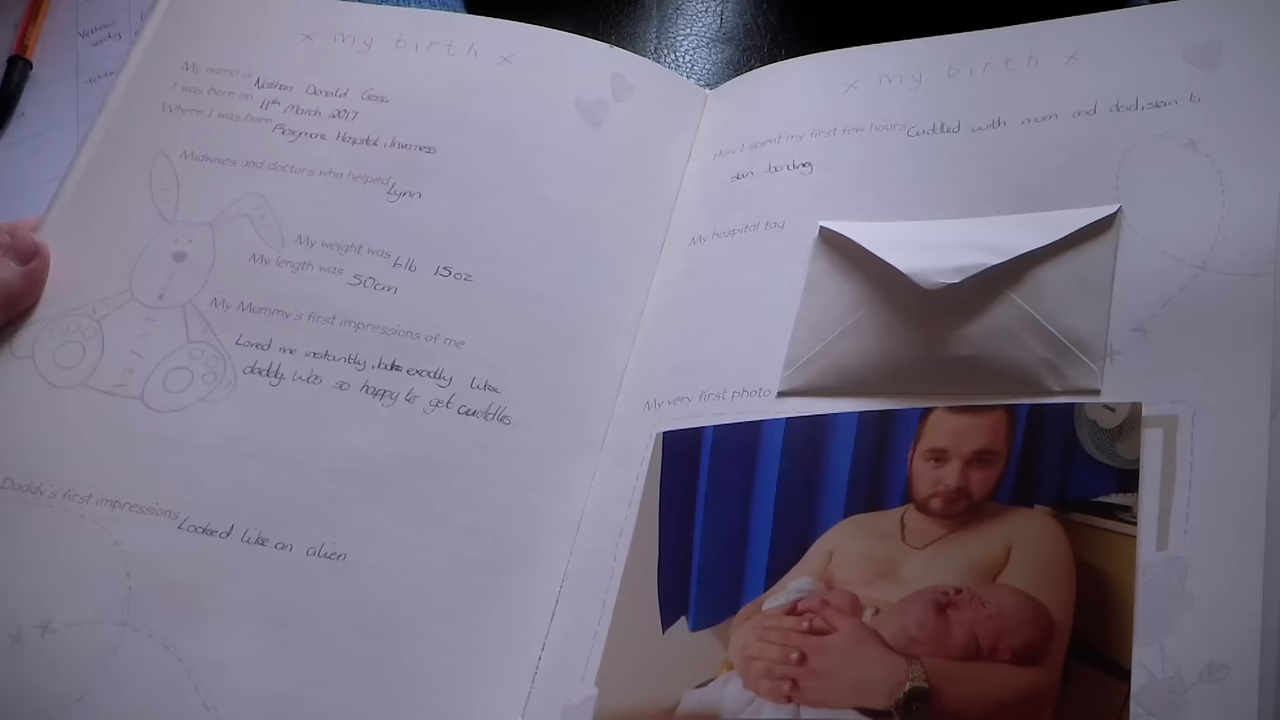 x my birth x
My name is Nathan Donald
I was born on 11th March 2017
Where I was born Raigmore Hospital, Inverness
Midwives and doctors who helped Lynn
My weight was 6lb 15oz
My length was 50cm
My Mummy's first impressions of me
Loved me instantly, exactly like
daddy. Was so happy to get cuddles.
Daddy's first impressions Looked like an alien
x my birth x
How I spent my first few hours Cuddled with mum and dad, skin to
skin bonding
My hospital tag
My very first photo